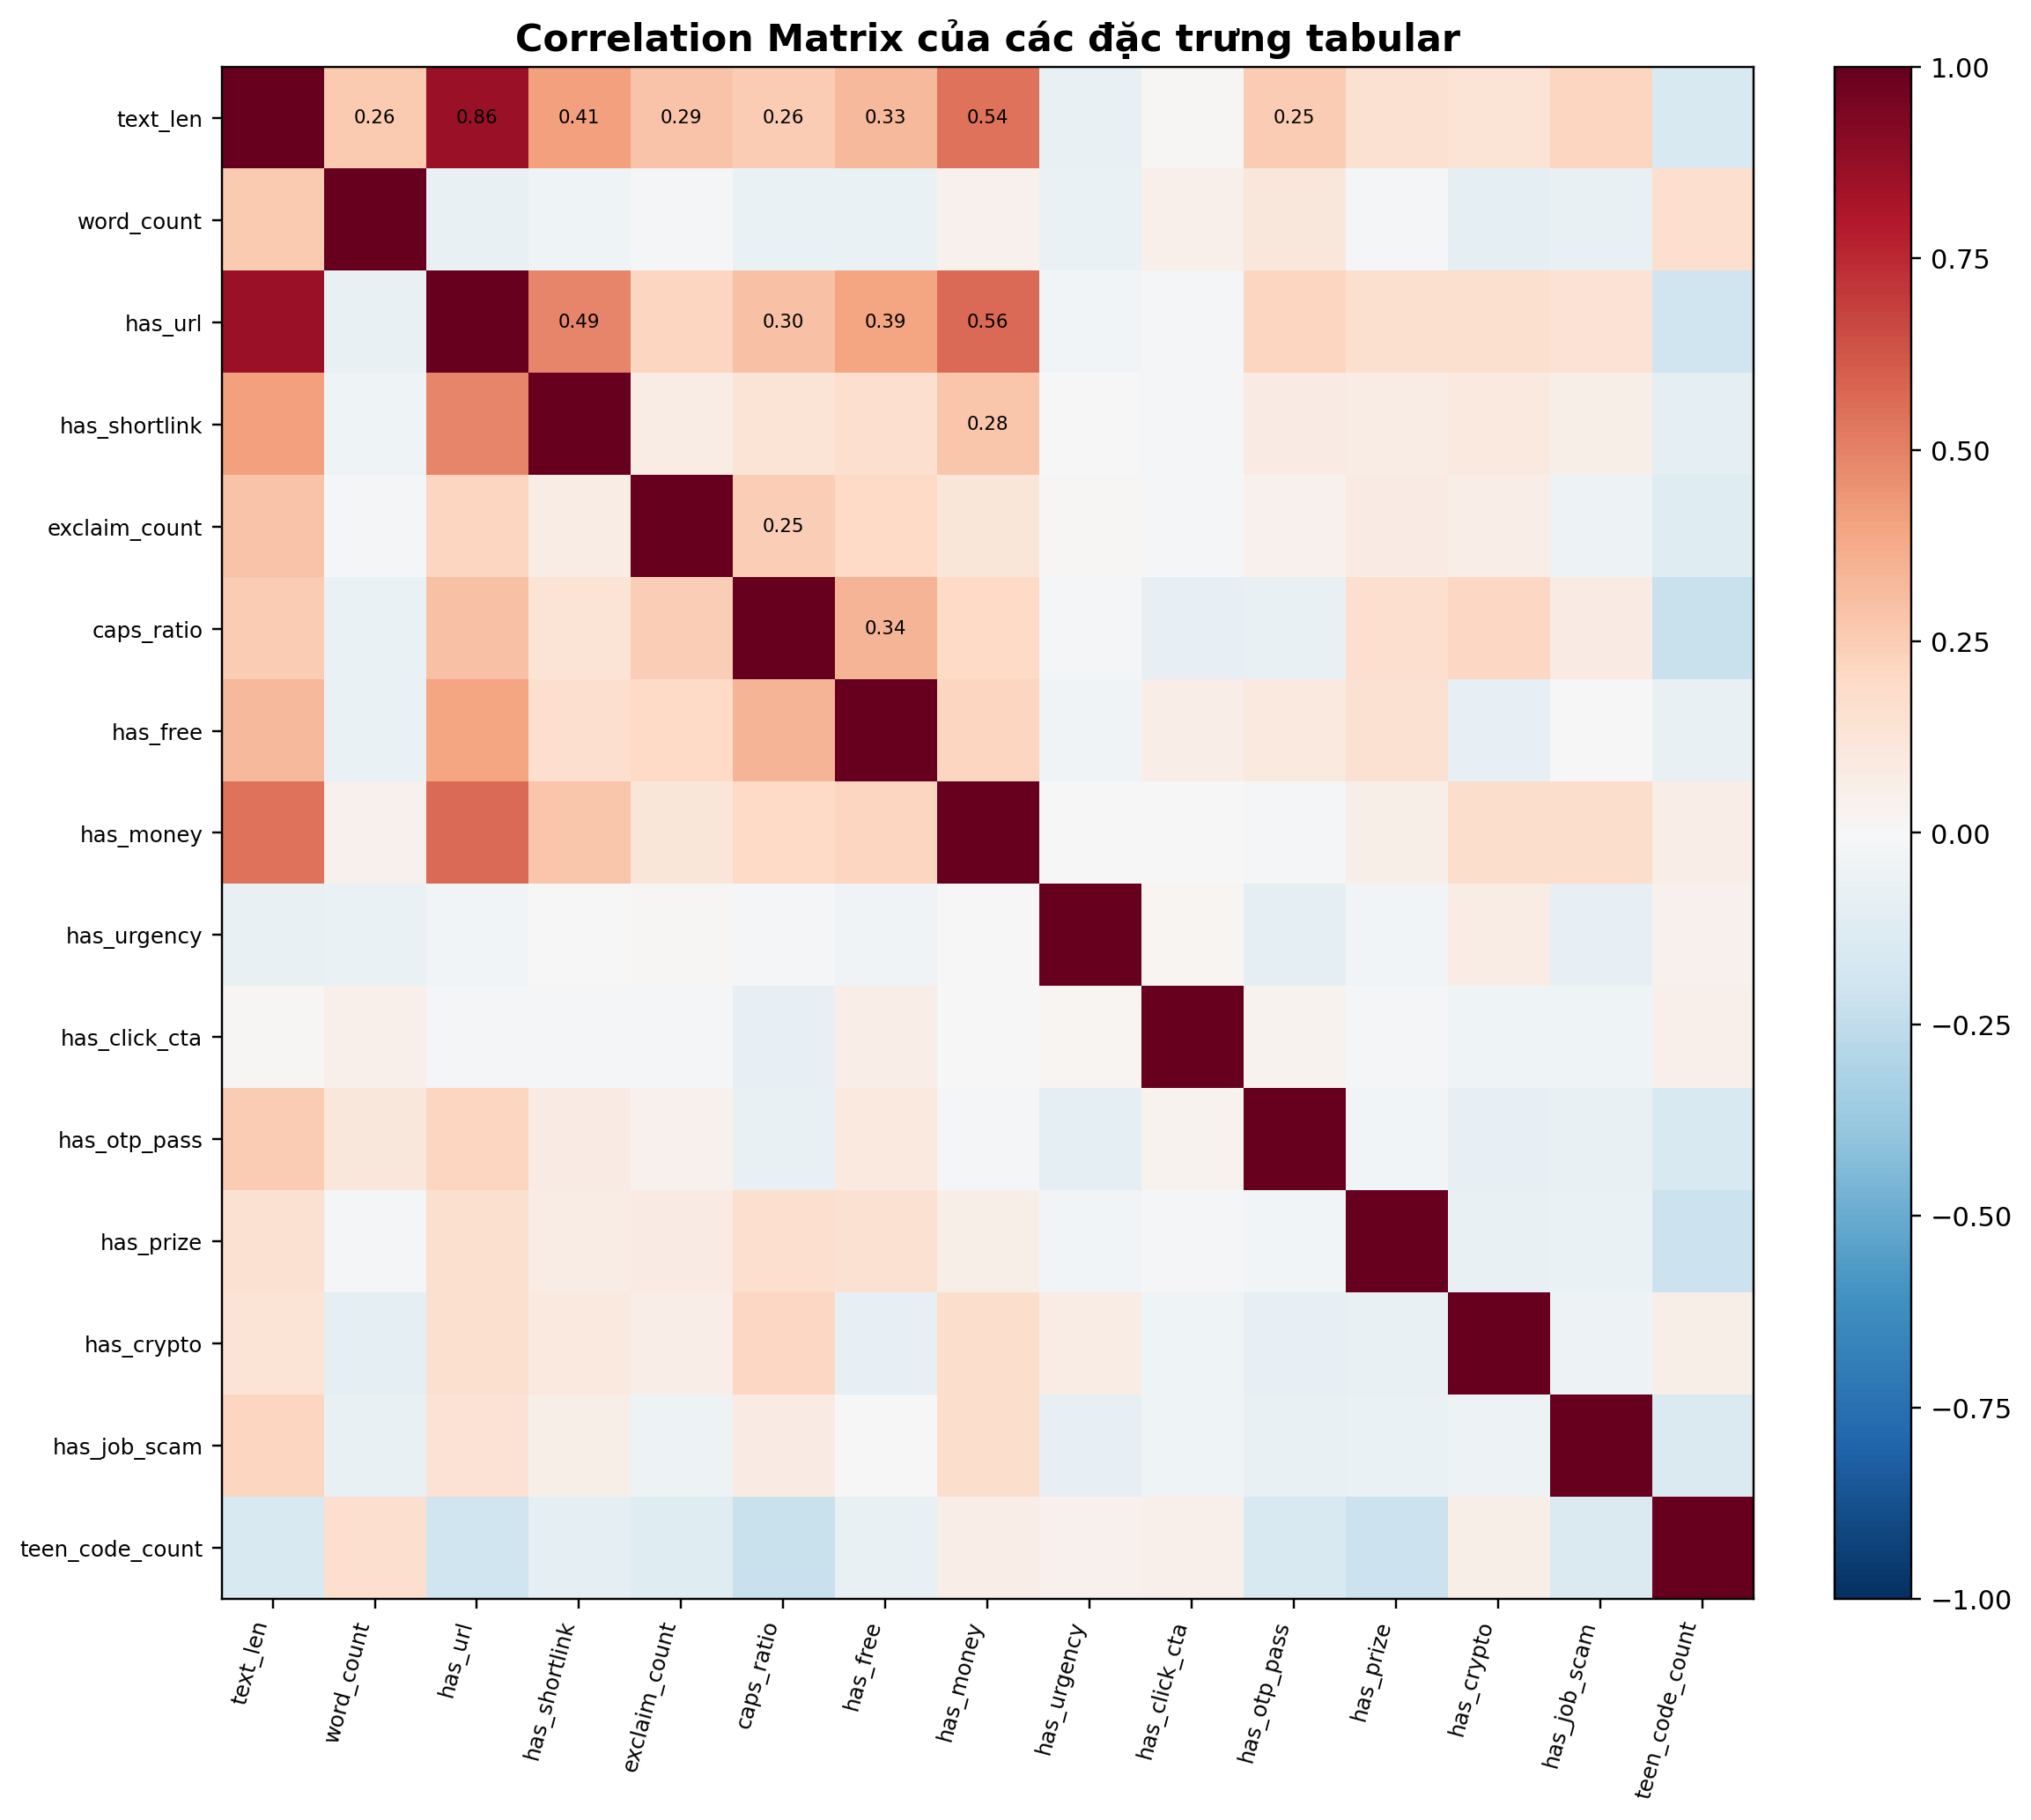 Correlation Matrix của các đặc trưng tabular
text_len 0.26 0.86 0.41 0.29 0.26 0.33 0.54 0.25
word_count
has_url 0.49 0.30 0.39 0.56
has_shortlink 0.28
exclaim_count 0.25
caps_ratio 0.34
has_free
has_money
has_urgency
has_click_cta
has_otp_pass
has_prize
has_crypto
has_job_scam
teen_code_count
text_len
word_count
has_url
has_shortlink
exclaim_count
caps_ratio
has_free
has_money
has_urgency
has_click_cta
has_otp_pass
has_prize
has_crypto
has_job_scam
teen_code_count
1.00
0.75
0.50
0.25
0.00
−0.25
−0.50
−0.75
−1.00